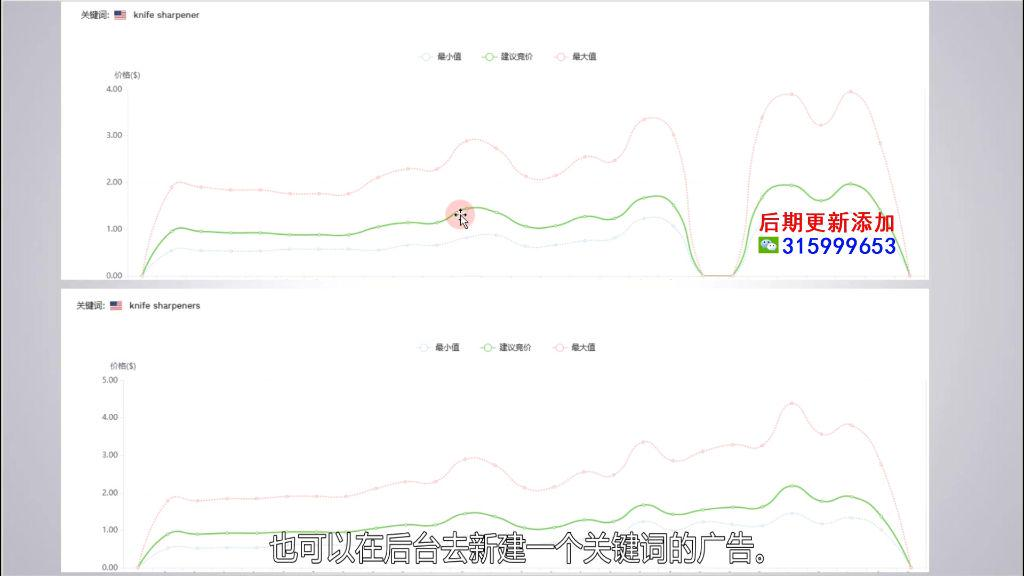 关键词: knife sharpener
最小值 建议竞价 最大值
价格($)
4.00
3.00
2.00
1.00
0.00
后期更新添加
315999653
关键词: knife sharpeners
最小值 建议竞价 最大值
价格($)
5.00
4.00
3.00
2.00
1.00
0.00
也可以在后台去新建一个关键词的广告。